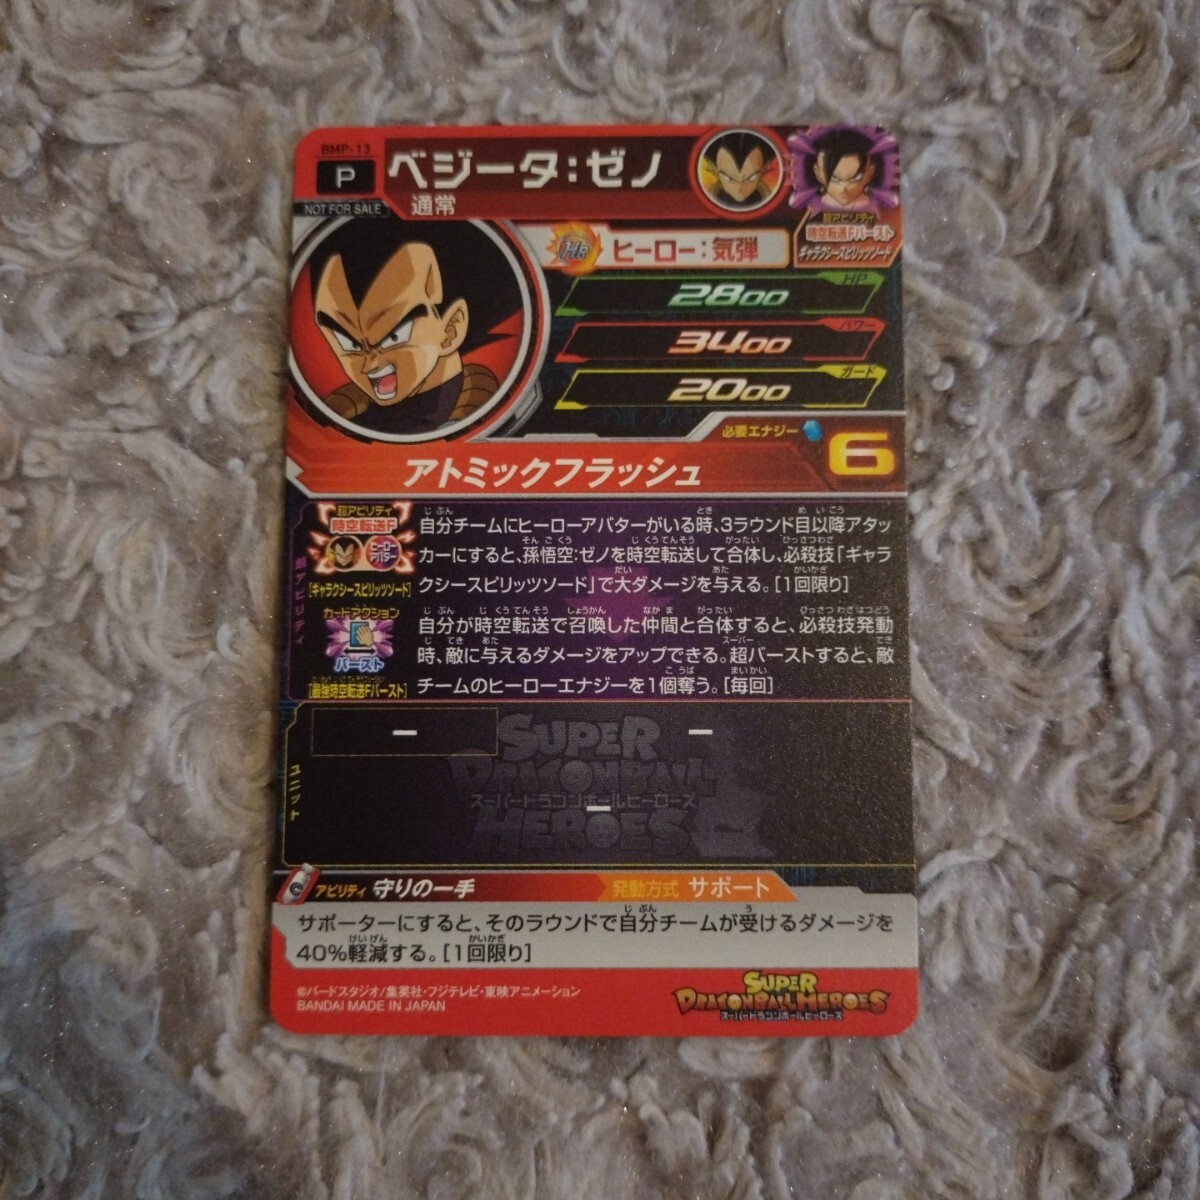 BMP-13
P
NOT FOR SALE
ベジータ:ゼノ
通常
超アビリティ
時空転送Fバースト
ギャラクシースピリッツソード
HR ヒーロー:気弾
HP
2800
パワー
3400
ガード
2000
必要エナジー 6
アトミックフラッシュ
超アビリティ
超アビリティ
時空転送F
ヒーローアバター
[ギャラクシースピリッツソード]
自分チームにヒーローアバターがいる時、3ラウンド目以降アタッ
カーにすると、孫悟空:ゼノを時空転送して合体し、必殺技「ギャラ
クシースピリッツソード」で大ダメージを与える。[1回限り]
カードアクション
バースト
[最強時空転送Fバースト]
自分が時空転送で召喚した仲間と合体すると、必殺技発動
時、敵に与えるダメージをアップできる。超バーストすると、敵
チームのヒーローエナジーを1個奪う。[毎回]
ユニット
ー
ー
ー
SUPER
DRAGONBALL
スーパードラゴンボールヒーローズ
HEROES
アビリティ 守りの一手
発動方式 サポート
サポーターにすると、そのラウンドで自分チームが受けるダメージを
40%軽減する。[1回限り]
©バードスタジオ/集英社・フジテレビ・東映アニメーション
BANDAI MADE IN JAPAN
SUPER
DRAGONBALL HEROES
スーパードラゴンボールヒーローズ